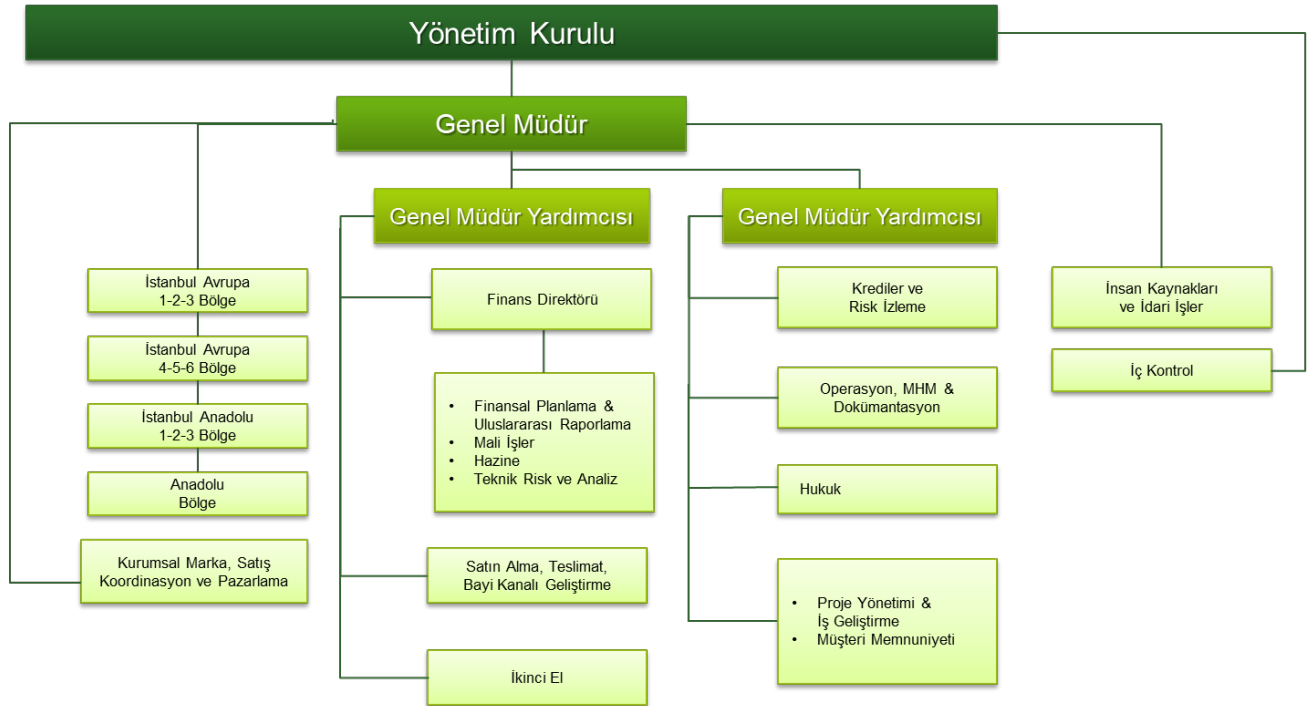 Yönetim Kurulu
Genel Müdür
Genel Müdür Yardımcısı
Genel Müdür Yardımcısı
İstanbul Avrupa
1-2-3 Bölge
İstanbul Avrupa
4-5-6 Bölge
İstanbul Anadolu
1-2-3 Bölge
Anadolu
Bölge
Kurumsal Marka, Satış
Koordinasyon ve Pazarlama
Finans Direktörü
• Finansal Planlama &
Uluslararası Raporlama
• Mali İşler
• Hazine
• Teknik Risk ve Analiz
Satın Alma, Teslimat,
Bayi Kanalı Geliştirme
İkinci El
Krediler ve
Risk İzleme
Operasyon, MHM &
Dokümantasyon
Hukuk
• Proje Yönetimi &
İş Geliştirme
• Müşteri Memnuniyeti
İnsan Kaynakları
ve İdari İşler
İç Kontrol